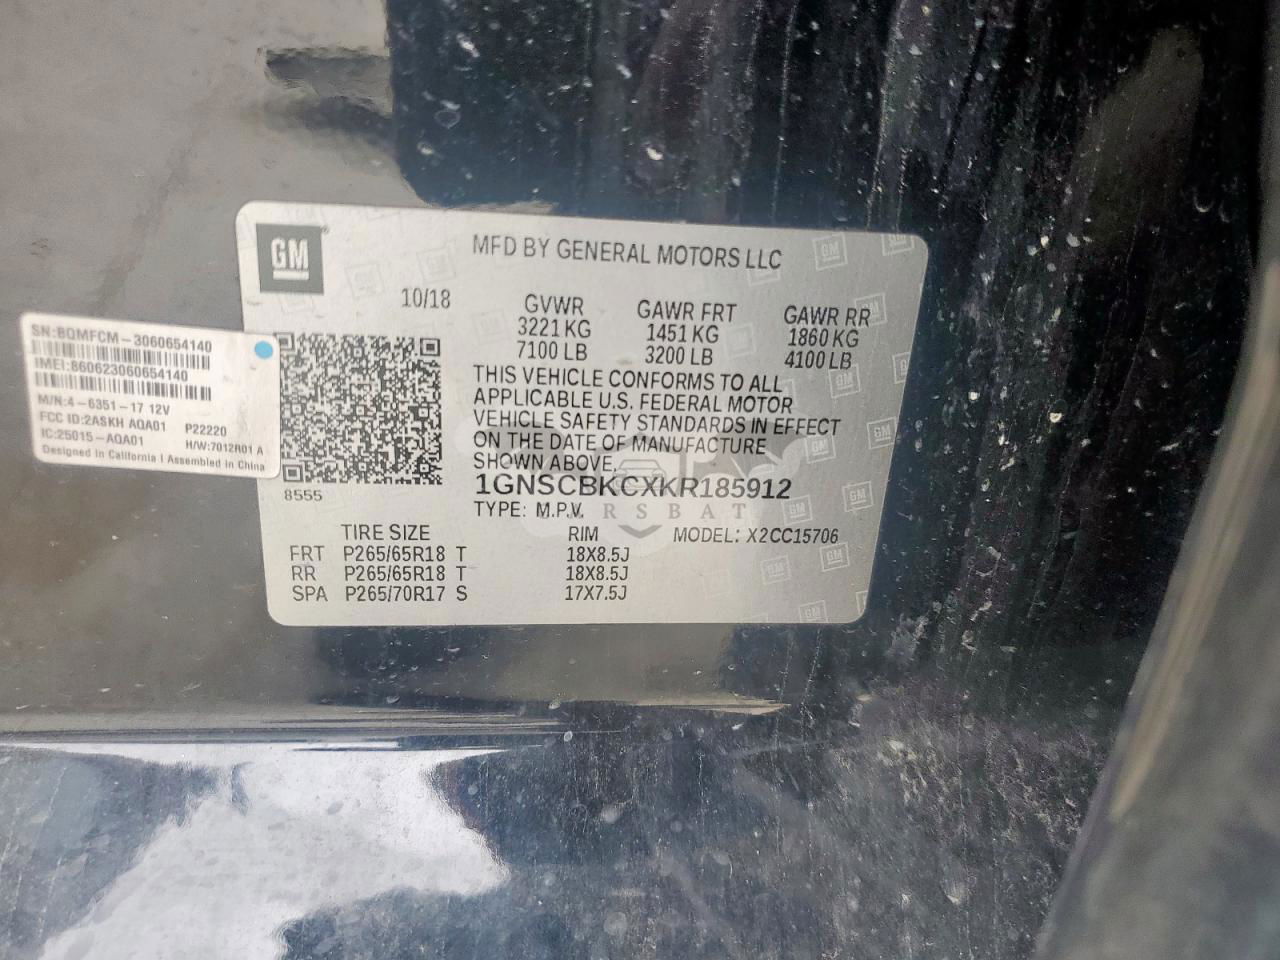 GM
MFD BY GENERAL MOTORS LLC
10/18
GVWR GAWR FRT GAWR RR
3221 KG 1451 KG 1860 KG
7100 LB 3200 LB 4100 LB
THIS VEHICLE CONFORMS TO ALL
APPLICABLE U.S. FEDERAL MOTOR
VEHICLE SAFETY STANDARDS IN EFFECT
ON THE DATE OF MANUFACTURE
SHOWN ABOVE.
1GNSCBKCXKR185912
TYPE: M.P.V.
MODEL: X2CC15706
8555
TIRE SIZE RIM
FRT P265/65R18 T 18X8.5J
RR P265/65R18 T 18X8.5J
SPA P265/70R17 S 17X7.5J
SN:BQMFCM-3060654140
IMEI:860623060654140
M/N:4-6351-17 12V
FCC ID:2ASKH AQA01 P22220
IC:25015-AQA01 H/W:7012R01 A
Designed in California I Assembled in China